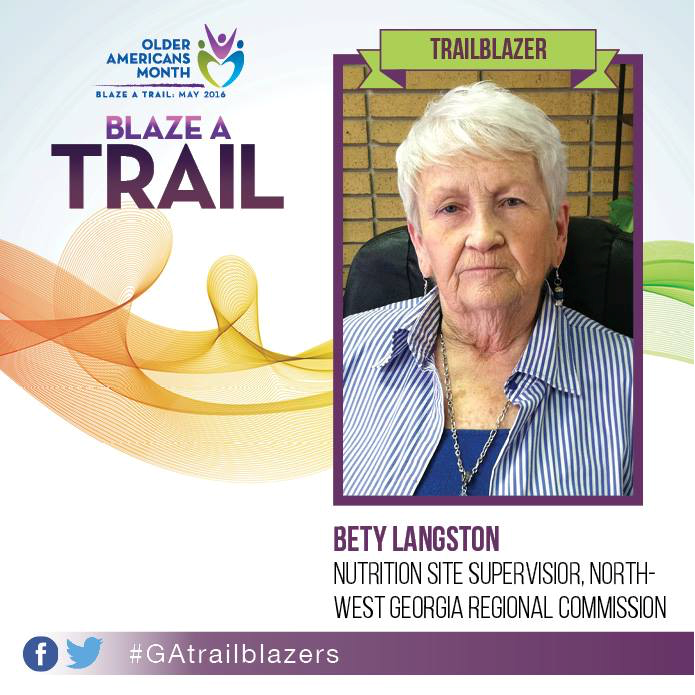 OLDER
AMERICANS
MONTH
BLAZE A TRAIL: MAY 2016
BLAZE A
TRAIL
TRAILBLAZER
BETY LANGSTON
NUTRITION SITE SUPERVISIOR, NORTH-
WEST GEORGIA REGIONAL COMMISSION
#GAtrailblazers